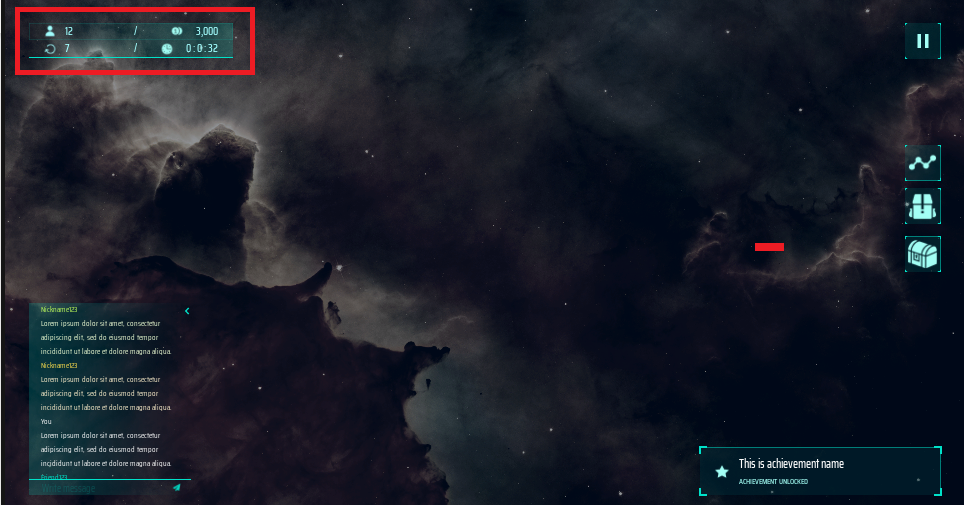 12 / 3,000
7 / 0:0:32
Nickname123
Lorem ipsum dolor sit amet, consectetur
adipiscing elit, sed do eiusmod tempor
incididunt ut labore et dolore magna aliqua.
Nickname123
Lorem ipsum dolor sit amet, consectetur
adipiscing elit, sed do eiusmod tempor
incididunt ut labore et dolore magna aliqua.
You
Lorem ipsum dolor sit amet, consectetur
adipiscing elit, sed do eiusmod tempor
incididunt ut labore et dolore magna aliqua.
Friend123
Write message
This is achievement name
ACHIEVEMENT UNLOCKED